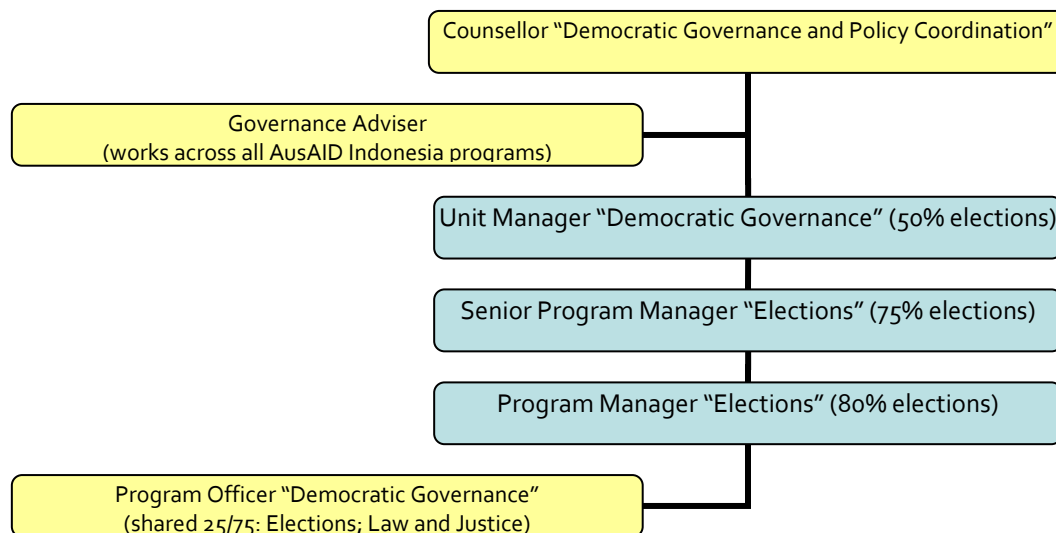 Counsellor “Democratic Governance and Policy Coordination”
Governance Adviser
(works across all AusAID Indonesia programs)
Unit Manager “Democratic Governance” (50% elections)
Senior Program Manager “Elections” (75% elections)
Program Manager “Elections” (80% elections)
Program Officer “Democratic Governance”
(shared 25/75: Elections; Law and Justice)